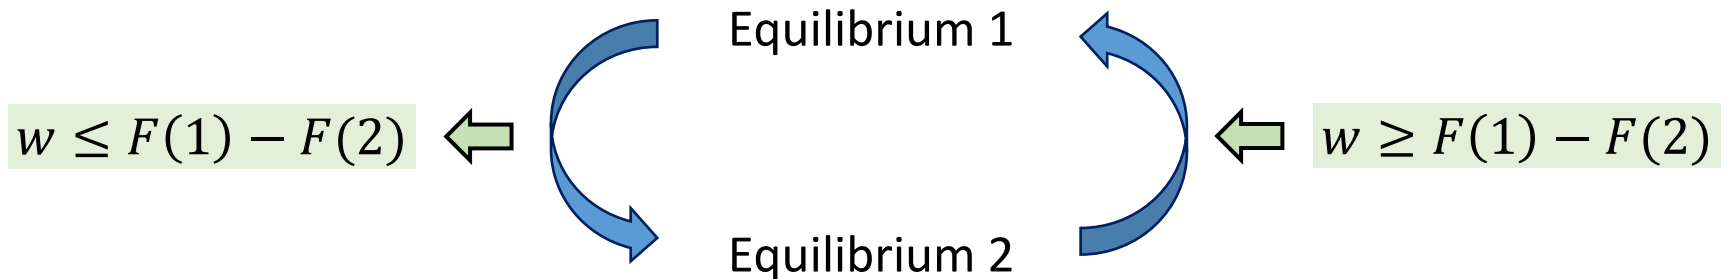 Equilibrium 1
w ≤ F(1) − F(2)
w ≥ F(1) − F(2)
Equilibrium 2